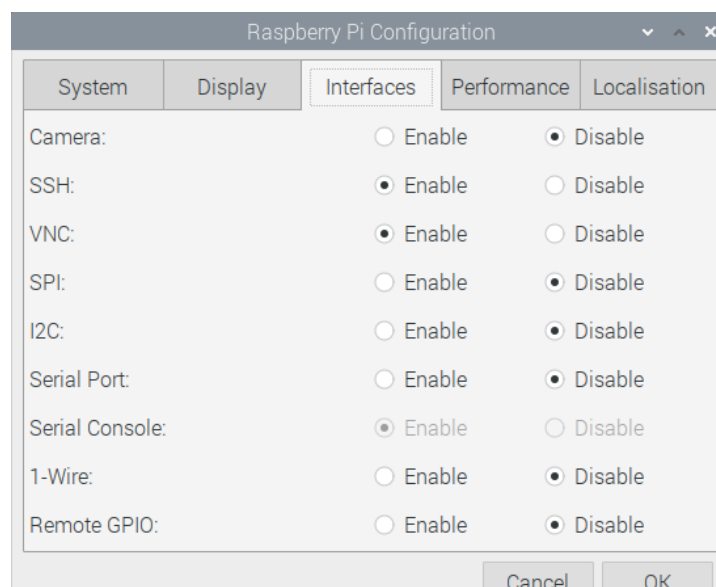 Raspberry Pi Configuration
System Display Interfaces Performance Localisation
Camera: Enable Disable
SSH: Enable Disable
VNC: Enable Disable
SPI: Enable Disable
I2C: Enable Disable
Serial Port: Enable Disable
Serial Console: Enable Disable
1-Wire: Enable Disable
Remote GPIO: Enable Disable
Cancel OK